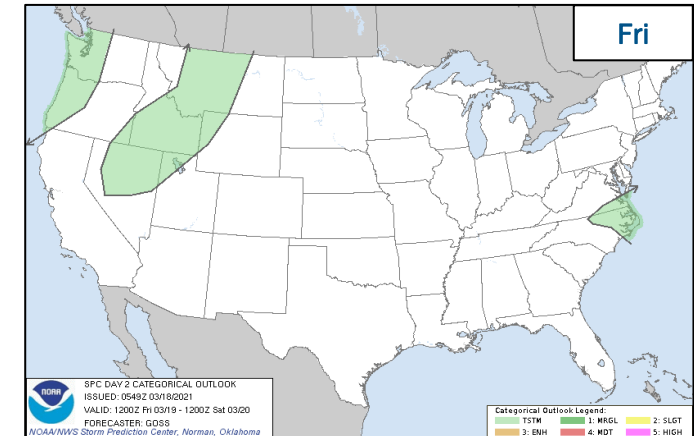 Fri
NOAA
SPC DAY 2 CATEGORICAL OUTLOOK
ISSUED: 0549Z 03/18/2021
VALID: 1200Z Fri 03/19 - 1200Z Sat 03/20
FORECASTER: GOSS
NOAA/NWS Storm Prediction Center, Norman, Oklahoma
Categorical Outlook Legend:
TSTM 1: MRGL 2: SLGT
3: ENH 4: MDT 5: HIGH